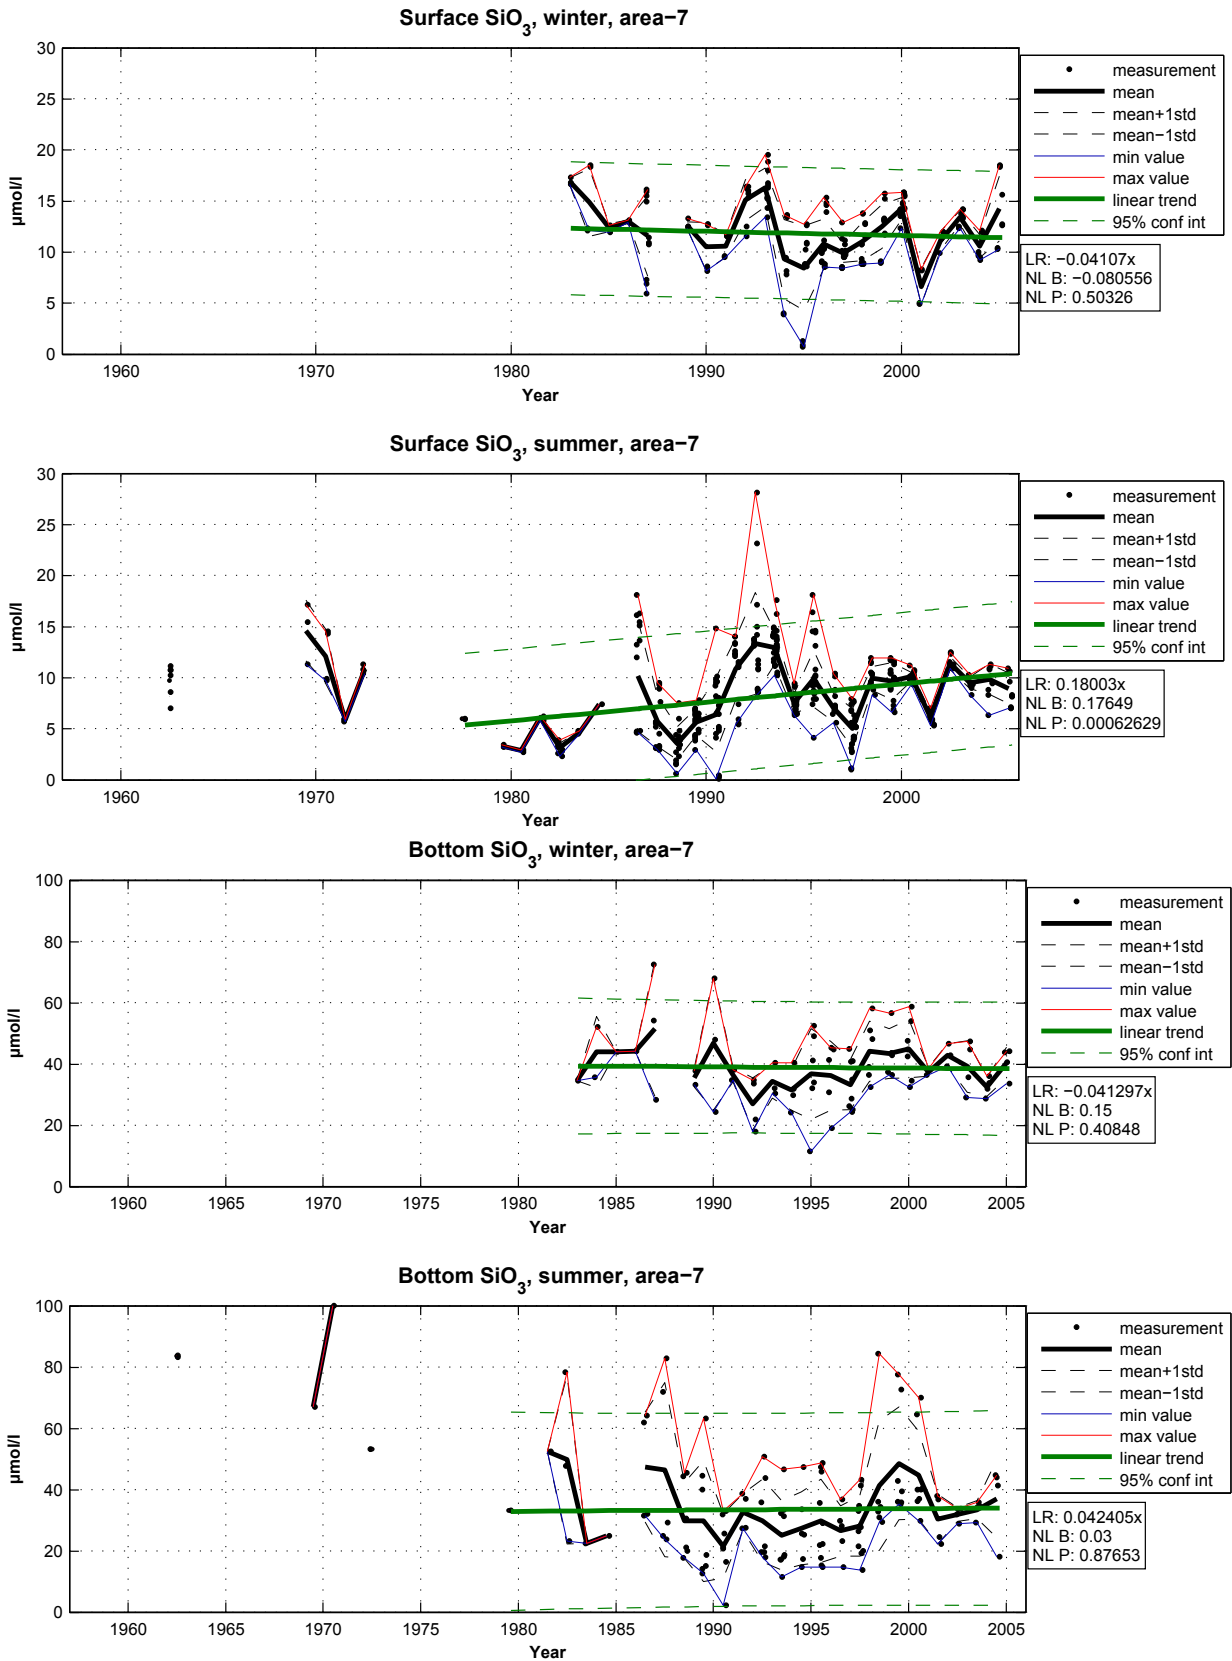 Surface SiO3, winter, area−7
30
25
20
15
10
5
0
μmol/l
1960 1970 1980 1990 2000
Year
measurement
mean
mean+1std
mean−1std
min value
max value
linear trend
95% conf int
LR: −0.04107x
NL B: −0.080556
NL P: 0.50326
Surface SiO3, summer, area−7
30
25
20
15
10
5
0
μmol/l
1960 1970 1980 1990 2000
Year
measurement
mean
mean+1std
mean−1std
min value
max value
linear trend
95% conf int
LR: 0.18003x
NL B: 0.17649
NL P: 0.00062629
Bottom SiO3, winter, area−7
100
80
60
40
20
0
μmol/l
1960 1965 1970 1975 1980 1985 1990 1995 2000 2005
Year
measurement
mean
mean+1std
mean−1std
min value
max value
linear trend
95% conf int
LR: −0.041297x
NL B: 0.15
NL P: 0.40848
Bottom SiO3, summer, area−7
100
80
60
40
20
0
μmol/l
1960 1965 1970 1975 1980 1985 1990 1995 2000 2005
Year
measurement
mean
mean+1std
mean−1std
min value
max value
linear trend
95% conf int
LR: 0.042405x
NL B: 0.03
NL P: 0.87653